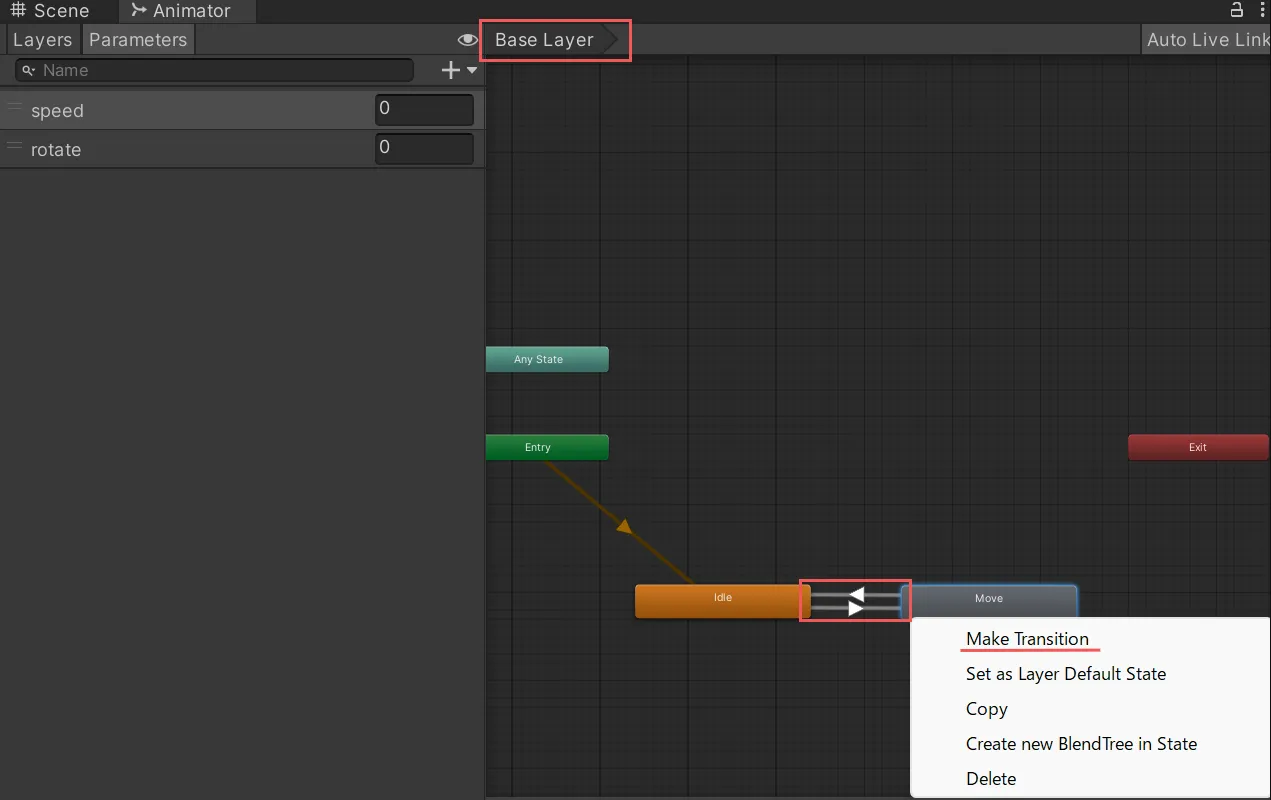 Scene
Animator
Layers
Parameters
Base Layer
Auto Live Link
Name
speed
0
rotate
0
Any State
Entry
Exit
Idle
Move
Make Transition
Set as Layer Default State
Copy
Create new BlendTree in State
Delete